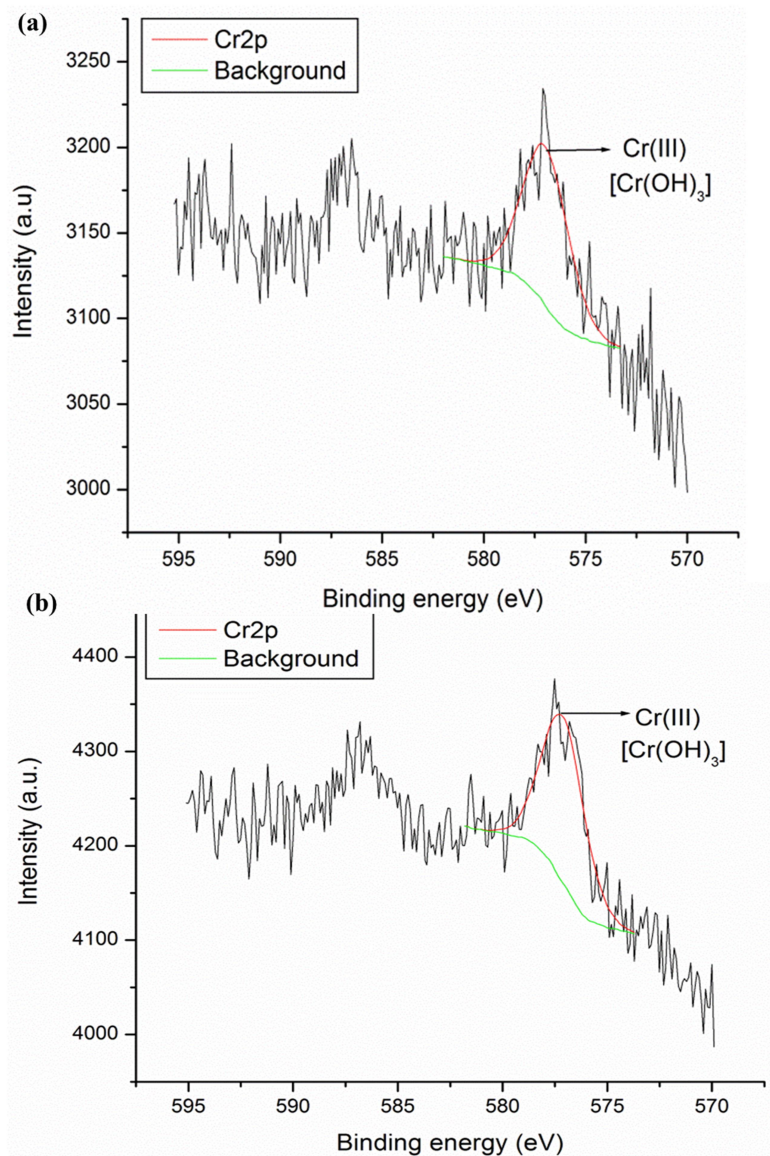 (a)
Cr2p
Background
3250
3200
3150
3100
3050
3000
Intensity (a.u)
Cr(III)
[Cr(OH)₃]
595 590 585 580 575 570
Binding energy (eV)
(b)
Cr2p
Background
4400
4300
4200
4100
4000
Intensity (a.u.)
Cr(III)
[Cr(OH)₃]
595 590 585 580 575 570
Binding energy (eV)